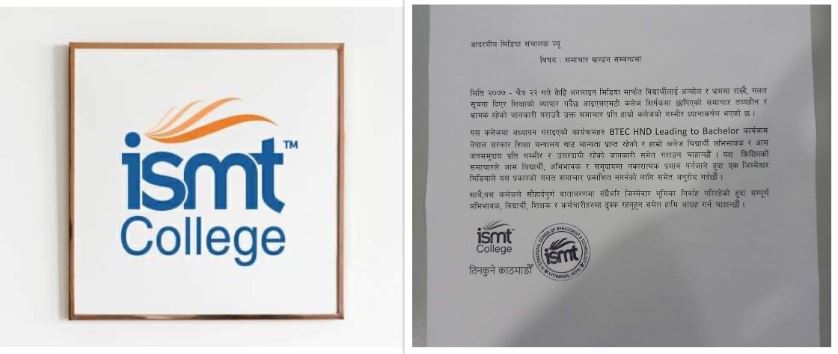 ismt™
College
आदरणीय मिडिया संचालक ज्यू
विषय : समाचार खण्डन सम्बन्धमा
मिति २०७७ - चैत्र २२ गते केहि अनलाइन मिडिया मार्फत विद्यार्थीलाई अन्योल र भ्रममा राख्दै, गलत
सूचना दिएर शिक्षाको व्यापार गर्दैछ आइएसएमटी कलेज शिर्षकमा छापिएको समाचार तथ्यहीन र
भ्रामक रहेको जानकारी गराउदै उक्त समाचार प्रति हाम्रो कलेजको गम्भीर ध्यानाकर्षण भएको छ ।
यस कलेजमा अध्यापन गराइएको कार्यक्रमहरु BTEC HND Leading to Bachelor कार्यक्रम
नेपाल सरकार शिक्षा मन्त्रालय बाट मान्यता प्राप्त रहेको र हाम्रो कलेज विद्यार्थी अभिभावक र आम
जनसमुदाय प्रति गम्भीर र उत्तरदायी रहेको जानकारी समेत गराउन चाहान्छौं । यस किसिमको
समाचारले आम विद्यार्थी, अभिभावक र समुदायमा नकारात्मक प्रभाव पर्नजाने हुदा एक जिम्मेवार
मिडियाले यस प्रकारको गलत समाचार प्रकाशित नगर्नको लागि समेत अनुरोध गर्दछौं ।
साथै,यस कलेजले सौहार्दपूर्ण वातावरणमा सदैभरि जिम्मेवार भूमिका निर्वाह गरिरहेको हुदा सम्पूर्ण
अभिभावक, विद्यार्थी, शिक्षक र कर्मचारीहरुमा ढुक्क रहनुहुन समेत हामि आग्रह गर्न चाहान्छौं ।
ismt
College
ismt
तिनकुने काठमाडौँ